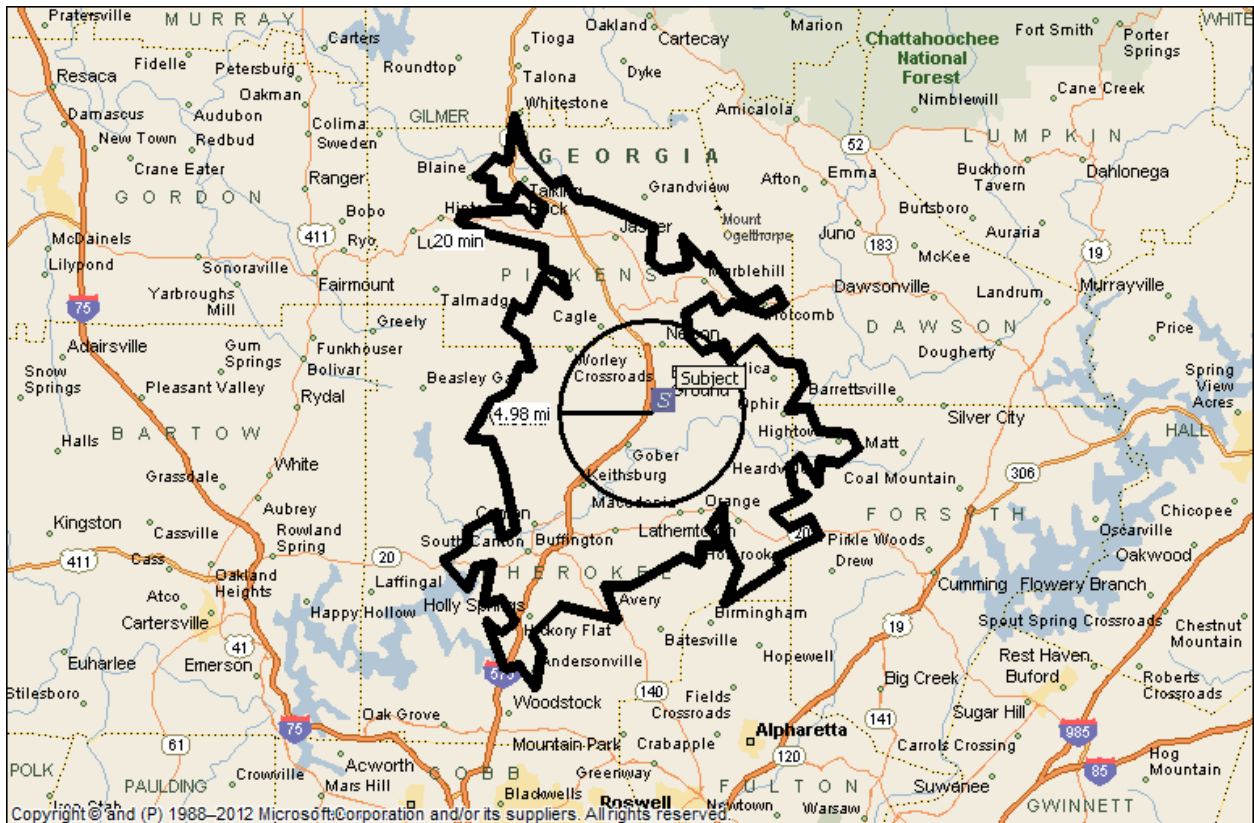 Pratersville
MURRAY
Carters
Tioga
Oakland
Cartecay
Marion
Fort Smith
Porter
Springs
WHITE
Fidelle
Petersburg
Roundtop
Talona
Dyke
Chattahoochee
National
Forest
Resaca
Oakman
Whitestone
Amicalola
Nimblewill
Cane Creek
Damascus
Audubon
Colima
GILMER
LUMPKIN
New Town
Redbud
Sweden
GEORGIA
52
Buckhorn
Tavern
Dahlonega
Crane Eater
Ranger
Blaine
Talking
Rock
Grandview
Afton
Emma
GORDON
Bobo
Mount
Oglethorpe
Burtsboro
Auraria
McDaniels
411
Ryo
20 min
Jasper
Juno
183
McKee
19
Lilypond
Sonoraville
Fairmount
PICKENS
Marblehill
Dawsonville
Landrum
Murrayville
75
Yarbroughs
Mill
Talmadg
Holcomb
DAWSON
Price
Adairsville
Greely
Cagle
Nelson
Dougherty
Gum
Springs
Funkhouser
Worley
Crossroads
Snow
Springs
Pleasant Valley
Bolivar
Beasley Ga
Subject
Ground
S
Barrettsville
Spring
View
Acres
Rydal
4.98 mi
Ophir
Silver City
Halls
BARTOW
Gober
Hightow
Matt
HALL
Grassdale
White
Keithsburg
Heardv
Coal Mountain
306
Aubrey
Macedonia
Orange
FORSYTH
Chicopee
Kingston
Cassville
Rowland
Spring
Lathemtown
20
Pirkle Woods
Oscarville
411
Cass
20
South Canton
Buffington
Holbrook
Drew
Oakwood
Oakland
Heights
Laffingal
HEROKEE
Cumming
Flowery Branch
Atco
Happy Hollow
Holly Springs
Avery
Birmingham
Spout Spring Crossroads
Cartersville
Hickory Flat
Batesville
19
Chestnut
Mountain
41
Euharlee
Emerson
Andersonville
Hopewell
Rest Haven
Stilesboro
575
140
Fields
Crossroads
Big Creek
Buford
Roberts
Crossroads
Woodstock
Sugar Hill
75
Oak Grove
Alpharetta
141
985
61
Mountain Park
Crabapple
120
Carrols Crossing
Hog
Mountain
POLK
Acworth
COBB
Greenway
FULTON
Suwanee
85
PAULDING
Crowville
Mars Hill
Blackwells
Roswell
Newtown
Warsaw
GWINNETT
Copyright © and (P) 1988–2012 Microsoft Corporation and/or its suppliers. All rights reserved.